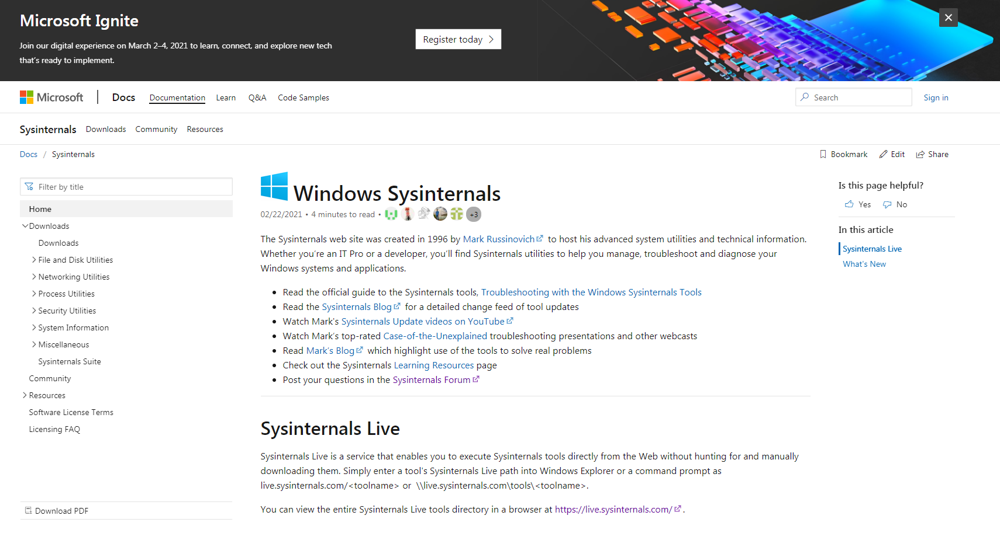 Microsoft Ignite
Join our digital experience on March 2–4, 2021 to learn, connect, and explore new tech
that's ready to implement.
Register today
Microsoft
Docs
Documentation
Learn
Q&A
Code Samples
Search
Sign in
Sysinternals
Downloads
Community
Resources
Docs / Sysinternals
Bookmark
Edit
Share
Filter by title
Home
Downloads
Downloads
File and Disk Utilities
Networking Utilities
Process Utilities
Security Utilities
System Information
Miscellaneous
Sysinternals Suite
Community
Resources
Software License Terms
Licensing FAQ
Download PDF
Windows Sysinternals
02/22/2021 • 4 minutes to read • +3
The Sysinternals web site was created in 1996 by Mark Russinovich to host his advanced system utilities and technical information.
Whether you're an IT Pro or a developer, you'll find Sysinternals utilities to help you manage, troubleshoot and diagnose your
Windows systems and applications.
• Read the official guide to the Sysinternals tools, Troubleshooting with the Windows Sysinternals Tools
• Read the Sysinternals Blog for a detailed change feed of tool updates
• Watch Mark's Sysinternals Update videos on YouTube
• Watch Mark's top-rated Case-of-the-Unexplained troubleshooting presentations and other webcasts
• Read Mark's Blog which highlight use of the tools to solve real problems
• Check out the Sysinternals Learning Resources page
• Post your questions in the Sysinternals Forum
Sysinternals Live
Sysinternals Live is a service that enables you to execute Sysinternals tools directly from the Web without hunting for and manually
downloading them. Simply enter a tool's Sysinternals Live path into Windows Explorer or a command prompt as
live.sysinternals.com/<toolname> or \\live.sysinternals.com\tools\<toolname>.
You can view the entire Sysinternals Live tools directory in a browser at https://live.sysinternals.com/.
Is this page helpful?
Yes
No
In this article
Sysinternals Live
What's New